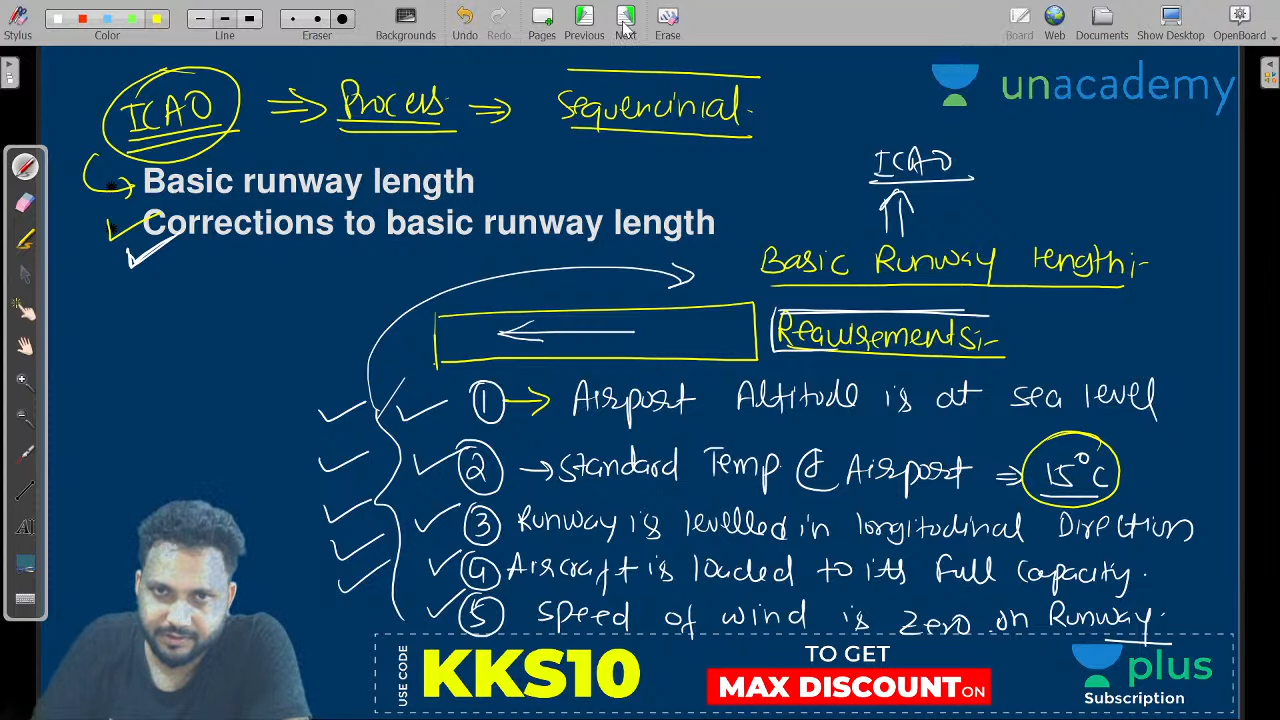 Stylus
Color
Line
Eraser
Backgrounds
Undo
Redo
Pages
Previous
Next
Erase
Board
Web
Documents
Show Desktop
OpenBoard
unacademy
ICAO ⇒ Process ⇒ Sequencinial.
ICAO
Basic runway length
Corrections to basic runway length
Basic Runway length:-
Requirements:-
① → Airport Altitude is at sea level
② → Standard Temp @ Airport ⇒ 15°C
③ Runway is levelled in longitudinal Direction
④ Aircraft is loaded to its full capacity.
⑤ Speed of wind is zero on Runway.
USE CODE
KKS10
TO GET
MAX DISCOUNT ON
plus
Subscription